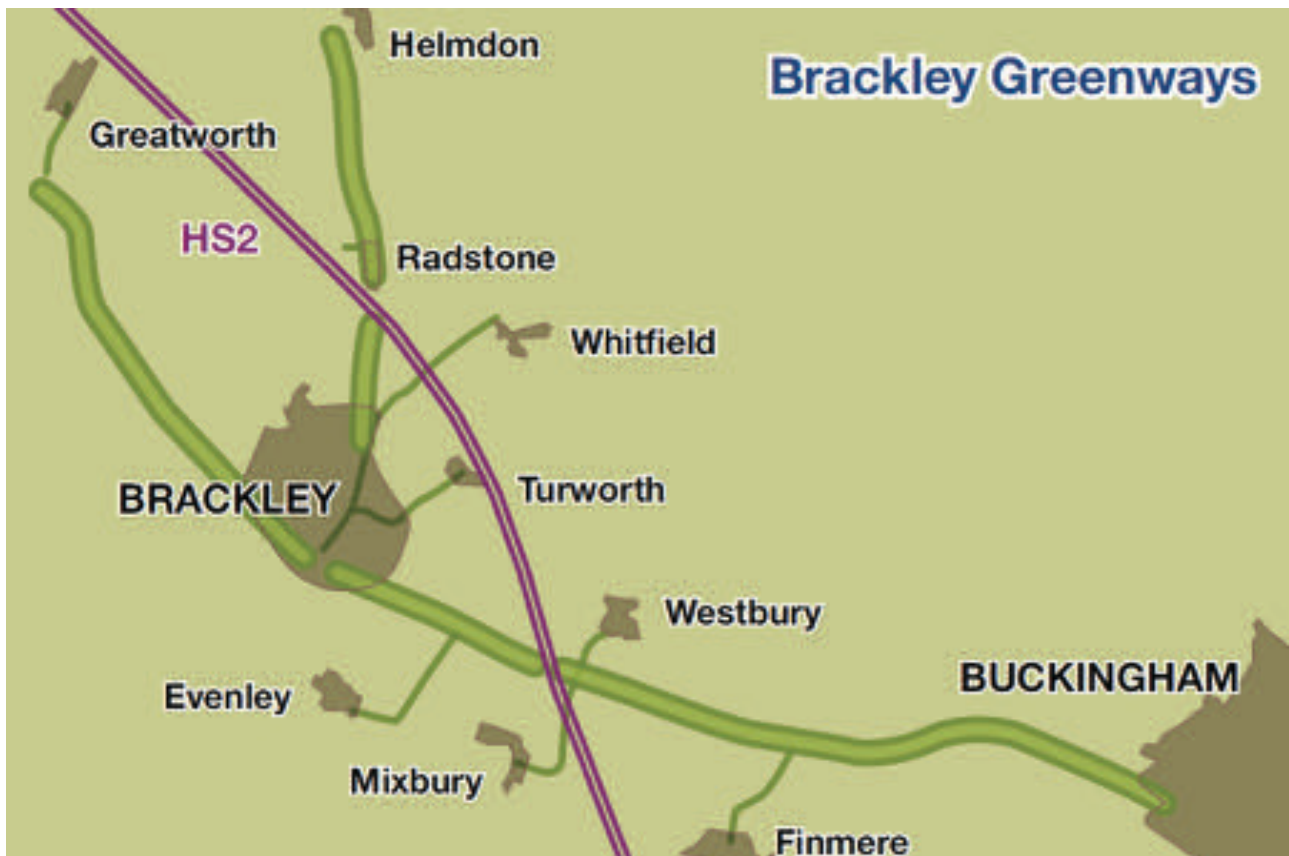 Helmdon
Brackley Greenways
Greatworth
HS2
Radstone
Whitfield
BRACKLEY
Turworth
Westbury
Evenley
BUCKINGHAM
Mixbury
Finmere